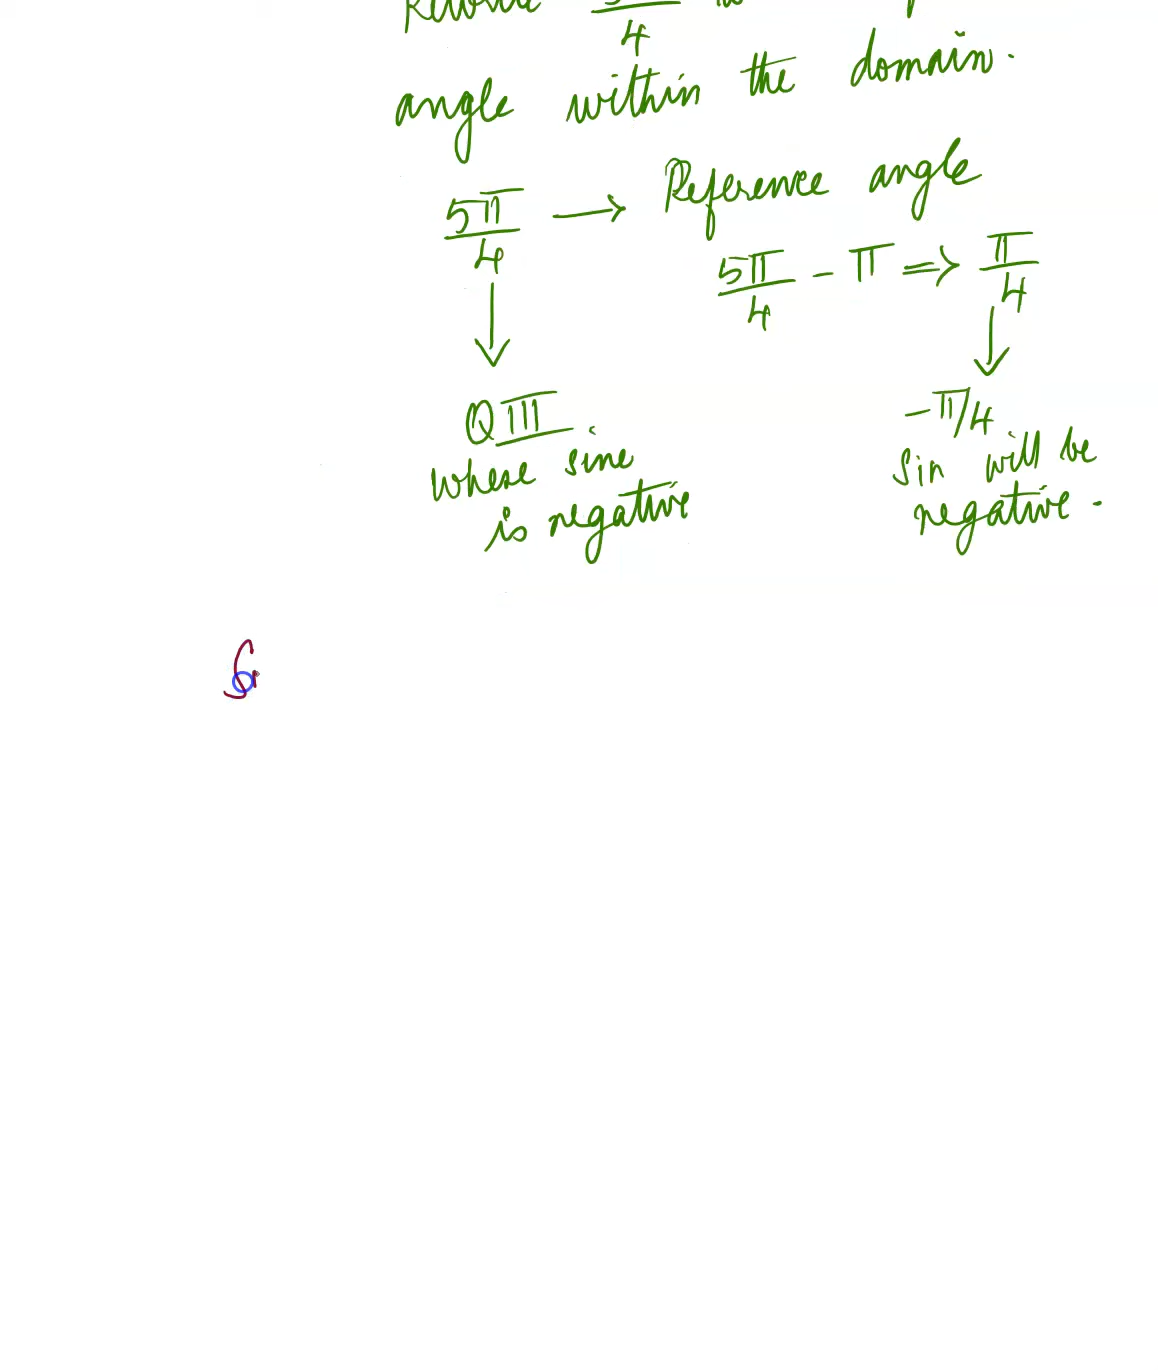 4
angle within the domain.
5π/4 → Reference angle
5π/4 - π ⇒ π/4
↓ ↓
QIII. -π/4
where sine Sin will be
is negative negative.
S